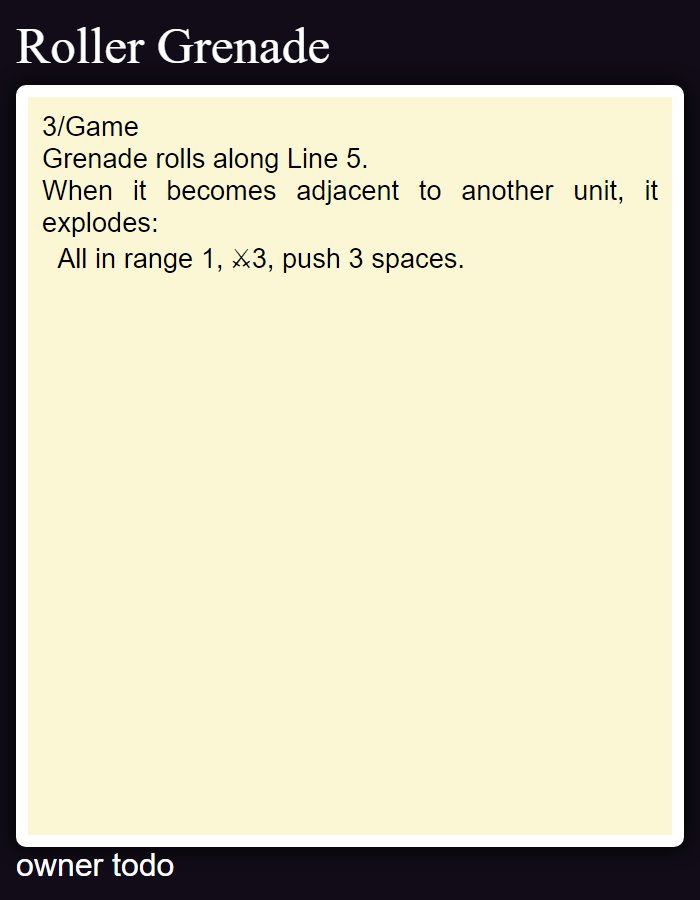 Roller Grenade
3/Game
Grenade rolls along Line 5.
When it becomes adjacent to another unit, it
explodes:
All in range 1, ⚔3, push 3 spaces.
owner todo